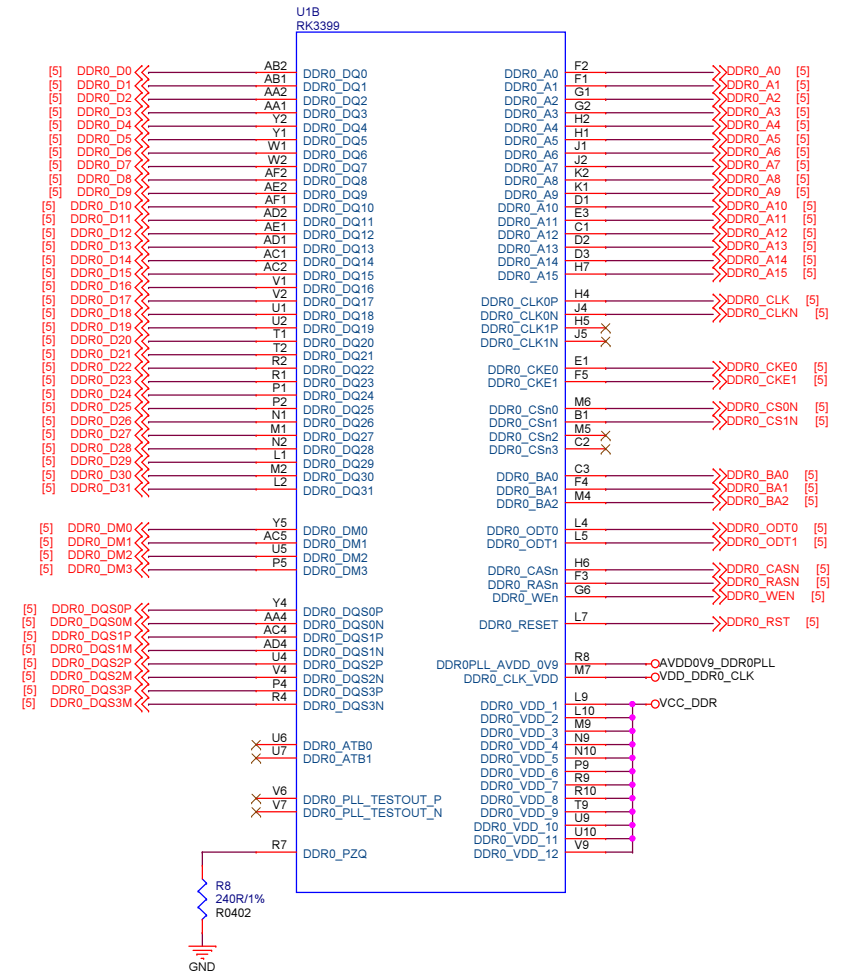 U1B
RK3399
[5] DDR0_D0 AB2 DDR0_DQ0 DDR0_A0 F2 DDR0_A0 [5]
[5] DDR0_D1 AB1 DDR0_DQ1 DDR0_A1 F1 DDR0_A1 [5]
[5] DDR0_D2 AA2 DDR0_DQ2 DDR0_A2 G1 DDR0_A2 [5]
[5] DDR0_D3 AA1 DDR0_DQ3 DDR0_A3 G2 DDR0_A3 [5]
[5] DDR0_D4 Y2 DDR0_DQ4 DDR0_A4 H2 DDR0_A4 [5]
[5] DDR0_D5 Y1 DDR0_DQ5 DDR0_A5 H1 DDR0_A5 [5]
[5] DDR0_D6 W1 DDR0_DQ6 DDR0_A6 J1 DDR0_A6 [5]
[5] DDR0_D7 W2 DDR0_DQ7 DDR0_A7 J2 DDR0_A7 [5]
[5] DDR0_D8 AF2 DDR0_DQ8 DDR0_A8 K2 DDR0_A8 [5]
[5] DDR0_D9 AE2 DDR0_DQ9 DDR0_A9 K1 DDR0_A9 [5]
[5] DDR0_D10 AF1 DDR0_DQ10 DDR0_A10 D1 DDR0_A10 [5]
[5] DDR0_D11 AD2 DDR0_DQ11 DDR0_A11 E3 DDR0_A11 [5]
[5] DDR0_D12 AE1 DDR0_DQ12 DDR0_A12 C1 DDR0_A12 [5]
[5] DDR0_D13 AD1 DDR0_DQ13 DDR0_A13 D2 DDR0_A13 [5]
[5] DDR0_D14 AC1 DDR0_DQ14 DDR0_A14 D3 DDR0_A14 [5]
[5] DDR0_D15 AC2 DDR0_DQ15 DDR0_A15 H7 DDR0_A15 [5]
[5] DDR0_D16 V1 DDR0_DQ16
[5] DDR0_D17 V2 DDR0_DQ17 DDR0_CLK0P H4 DDR0_CLK [5]
[5] DDR0_D18 U1 DDR0_DQ18 DDR0_CLK0N J4 DDR0_CLKN [5]
[5] DDR0_D19 U2 DDR0_DQ19 DDR0_CLK1P H5
[5] DDR0_D20 T1 DDR0_DQ20 DDR0_CLK1N J5
[5] DDR0_D21 T2 DDR0_DQ21
[5] DDR0_D22 R2 DDR0_DQ22 DDR0_CKE0 E1 DDR0_CKE0 [5]
[5] DDR0_D23 R1 DDR0_DQ23 DDR0_CKE1 F5 DDR0_CKE1 [5]
[5] DDR0_D24 P1 DDR0_DQ24
[5] DDR0_D25 P2 DDR0_DQ25 DDR0_CSn0 M6 DDR0_CS0N [5]
[5] DDR0_D26 N1 DDR0_DQ26 DDR0_CSn1 B1 DDR0_CS1N [5]
[5] DDR0_D27 M1 DDR0_DQ27 DDR0_CSn2 M5
[5] DDR0_D28 N2 DDR0_DQ28 DDR0_CSn3 C2
[5] DDR0_D29 L1 DDR0_DQ29
[5] DDR0_D30 M2 DDR0_DQ30 DDR0_BA0 C3 DDR0_BA0 [5]
[5] DDR0_D31 L2 DDR0_DQ31 DDR0_BA1 F4 DDR0_BA1 [5]
DDR0_BA2 M4 DDR0_BA2 [5]
[5] DDR0_DM0 Y5 DDR0_DM0 DDR0_ODT0 L4 DDR0_ODT0 [5]
[5] DDR0_DM1 AC5 DDR0_DM1 DDR0_ODT1 L5 DDR0_ODT1 [5]
[5] DDR0_DM2 U5 DDR0_DM2
[5] DDR0_DM3 P5 DDR0_DM3 DDR0_CASn H6 DDR0_CASN [5]
DDR0_RASn F3 DDR0_RASN [5]
DDR0_WEn G6 DDR0_WEN [5]
[5] DDR0_DQS0P Y4 DDR0_DQS0P
[5] DDR0_DQS0M AA4 DDR0_DQS0N DDR0_RESET L7 DDR0_RST [5]
[5] DDR0_DQS1P AC4 DDR0_DQS1P
[5] DDR0_DQS1M AD4 DDR0_DQS1N
[5] DDR0_DQS2P U4 DDR0_DQS2P DDR0PLL_AVDD_0V9 R8 AVDD0V9_DDR0PLL
[5] DDR0_DQS2M V4 DDR0_DQS2N DDR0_CLK_VDD M7 VDD_DDR0_CLK
[5] DDR0_DQS3P P4 DDR0_DQS3P
[5] DDR0_DQS3M R4 DDR0_DQS3N DDR0_VDD_1 L9 VCC_DDR
DDR0_VDD_2 L10
DDR0_VDD_3 M9
U6 DDR0_ATB0 DDR0_VDD_4 N9
U7 DDR0_ATB1 DDR0_VDD_5 N10
DDR0_VDD_6 P9
DDR0_VDD_7 R9
V6 DDR0_PLL_TESTOUT_P DDR0_VDD_8 R10
V7 DDR0_PLL_TESTOUT_N DDR0_VDD_9 T9
DDR0_VDD_10 U9
DDR0_VDD_11 U10
R7 DDR0_PZQ DDR0_VDD_12 V9
R8
240R/1%
R0402
GND